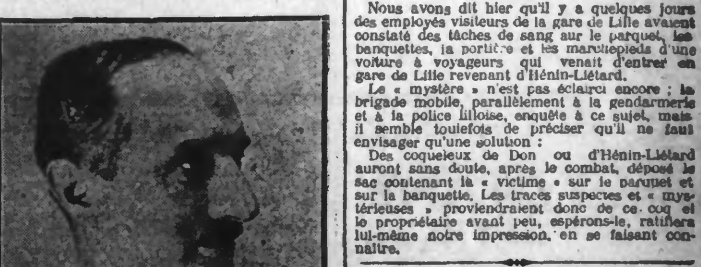 Nous avons dit hier qu'il y a quelques jours
des employés visiteurs de la gare de Lille avaient
constaté des tâches de sang sur le parquet, les
banquettes, la portière et les marchepieds d'une
voiture à voyageurs qui venait d'entrer en
gare de Lille revenant d'Hénin-Liétard.
Le « mystère » n'est pas éclairci encore ; la
brigade mobile, parallèlement à la gendarmerie
et à la police lilloise, enquête à ce sujet, mais
il semble toutefois de préciser qu'il ne faut
envisager qu'une solution :
Des coqueleux de Don ou d'Hénin-Liétard
auront sans doute, après le combat, déposé le
sac contenant la « victime » sur le parquet et
sur la banquette. Les traces suspectes et « mys-
térieuses » proviendraient donc de ce coq et
le propriétaire avant peu, espérons-le, ratifiera
lui-même notre impression, en se faisant con-
naître.